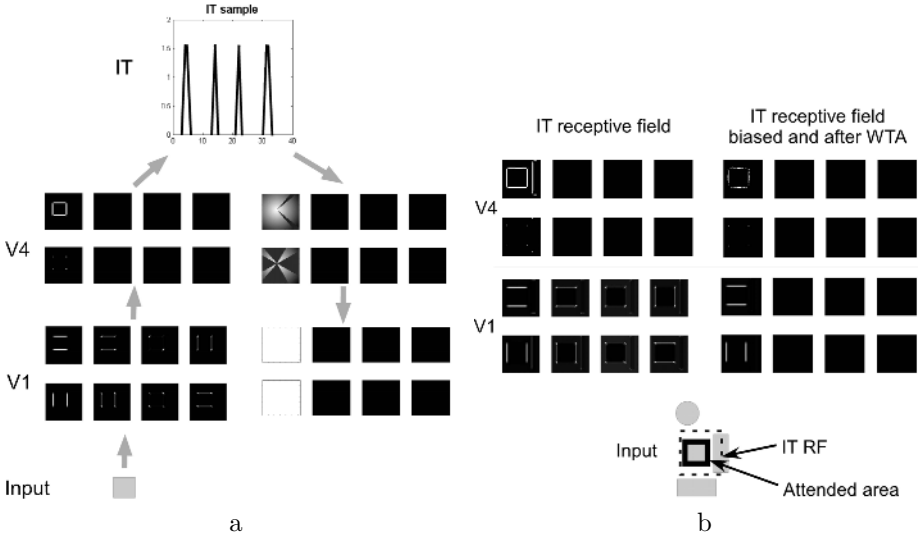 IT sample
IT
2
1.5
1
0.5
0
0 10 20 30 40
V4
V1
Input
a
IT receptive field
IT receptive field
biased and after WTA
V4
V1
Input
IT RF
Attended area
b